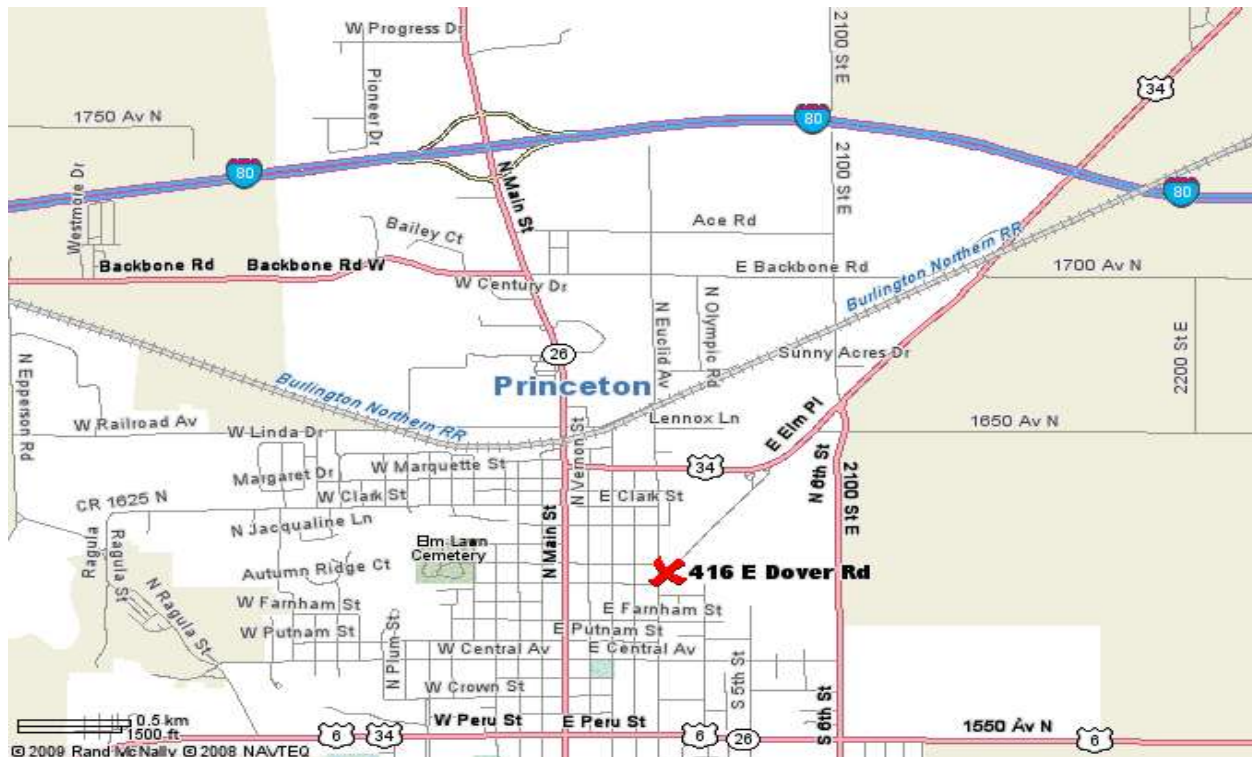 W Progress Dr
2100 St E
34
Pioneer Dr
1750 Av N
80
80
N Main St
2100 St E
80
Westmore Dr
Ace Rd
Bailey Ct
Burlington Northern RR
Backbone Rd
Backbone Rd W
E Backbone Rd
1700 Av N
W Century Dr
N Euclid Av
N Olympic Rd
2200 St E
26
Sunny Acres Dr
N Epperson Rd
Princeton
Burlington Northern RR
W Railroad Av
W Linda Dr
N Vernon St
Lennox Ln
E Elm Pl
1650 Av N
Margaret Dr
W Marquette St
34
N 6th St
2100 St E
CR 1625 N
W Clark St
E Clark St
N Jacqualine Ln
Elm Lawn
Cemetery
N Main St
Ragula
Ragula St
Autumn Ridge Ct
416 E Dover Rd
N Ragula St
W Farnham St
E Farnham St
W Putnam St
E Putnam St
N Plum St
W Central Av
E Central Av
S 5th St
W Crown St
S 6th St
0.5 km
1500 ft
6
34
W Peru St
E Peru St
6
26
1550 Av N
6
© 2009 Rand McNally © 2008 NAVTEQ